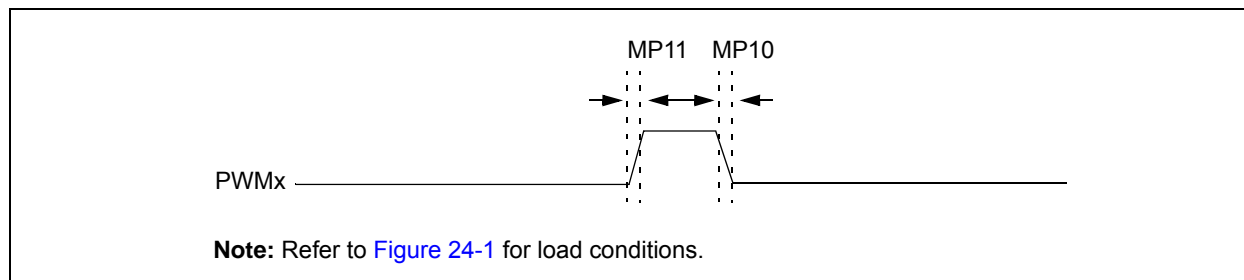 MP11 MP10
PWMx
Note: Refer to Figure 24-1 for load conditions.